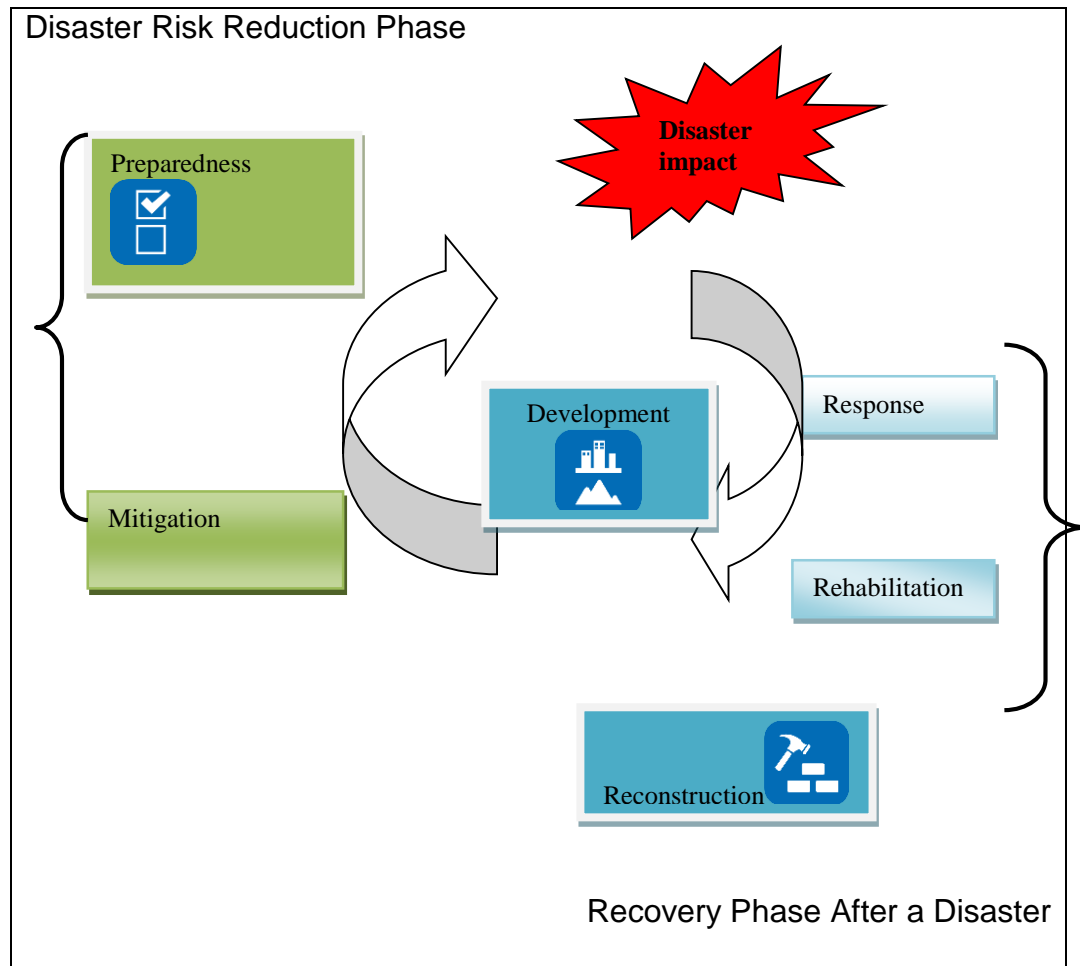 Disaster Risk Reduction Phase
Disaster
impact
Preparedness
Development
Response
Mitigation
Rehabilitation
Reconstruction
Recovery Phase After a Disaster